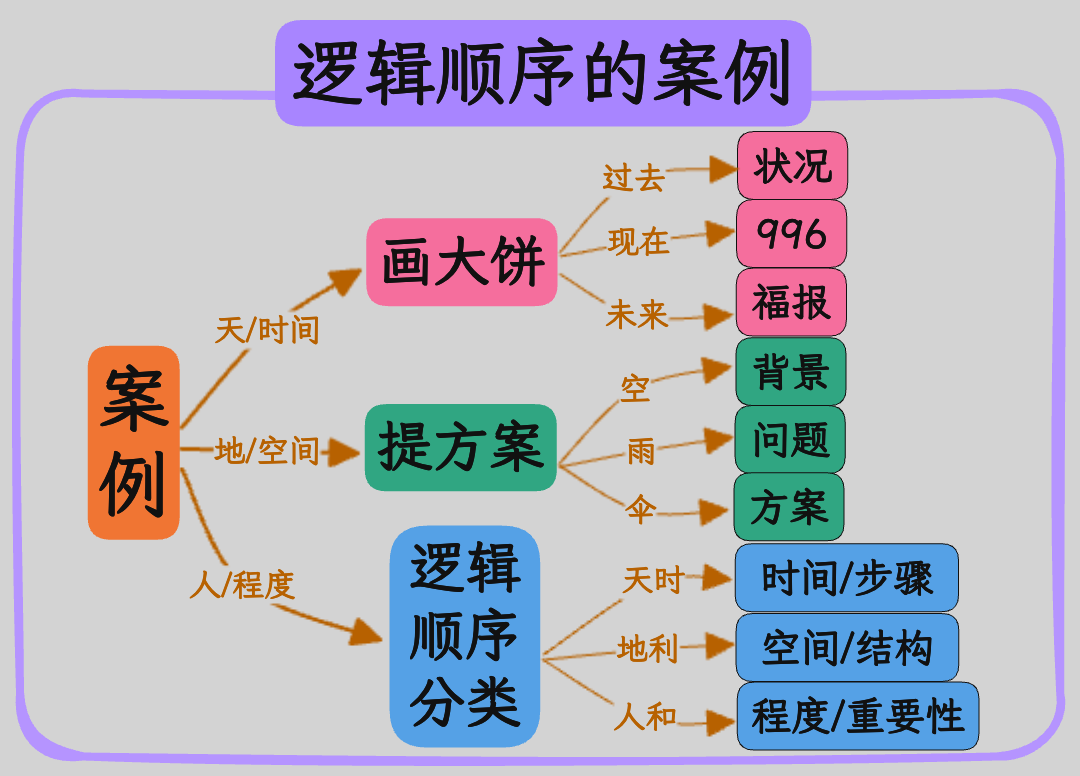 逻辑顺序的案例
案
例
天/时间
画大饼
过去
状况
现在
996
未来
福报
地/空间
提方案
空
背景
雨
问题
伞
方案
人/程度
逻辑
顺序
分类
天时
时间/步骤
地利
空间/结构
人和
程度/重要性